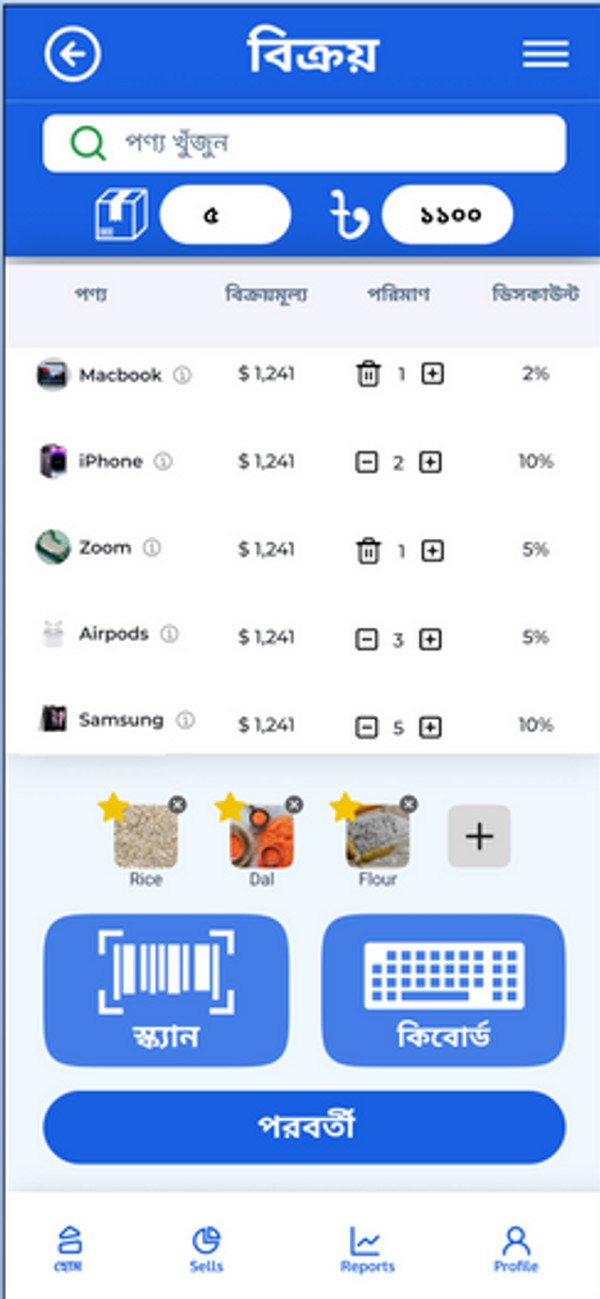 বিক্রয়
পণ্য খুঁজুন
৫ ১১০০
পণ্য বিক্রয়মূল্য পরিমাণ ডিসকাউন্ট
Macbook $ 1,241 1 2%
iPhone $ 1,241 2 10%
Zoom $ 1,241 1 5%
Airpods $ 1,241 3 5%
Samsung $ 1,241 5 10%
Rice Dal Flour
স্ক্যান কিবোর্ড
পরবর্তী
হোম Sells Reports Profile